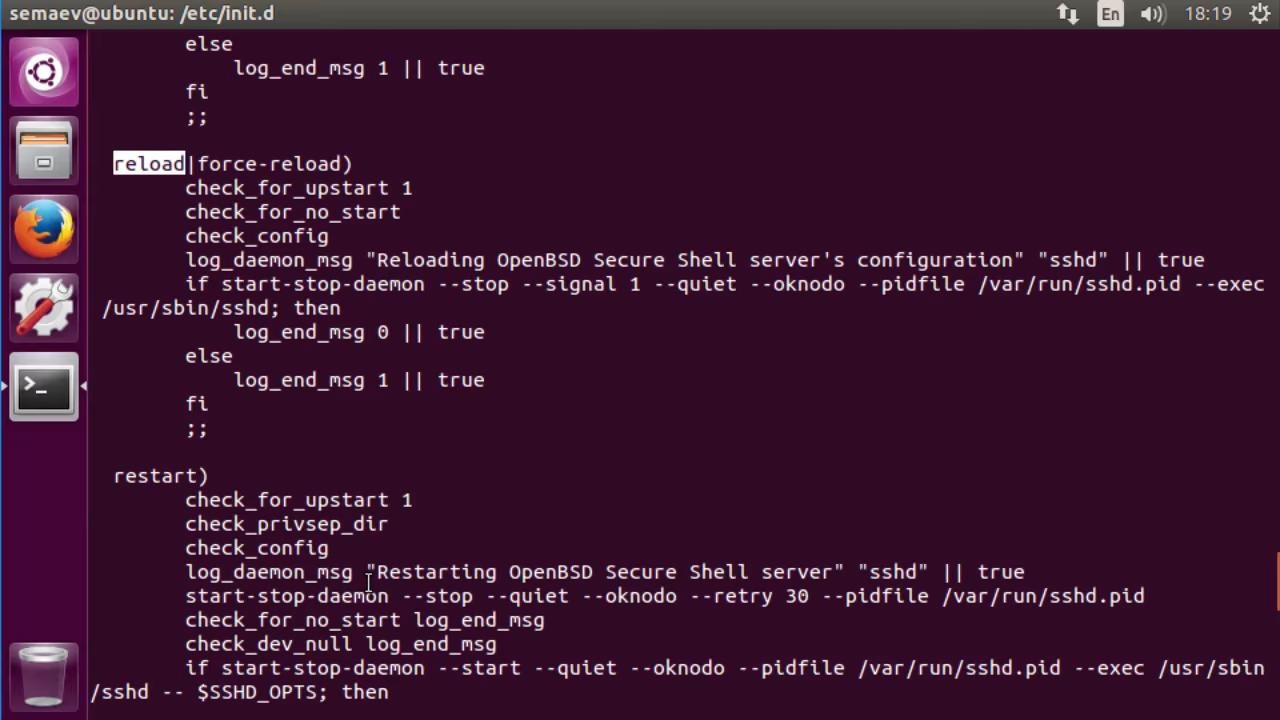 semaev@ubuntu: /etc/init.d
En
18:19
else
log_end_msg 1 || true
fi
;;
reload|force-reload)
check_for_upstart 1
check_for_no_start
check_config
log_daemon_msg "Reloading OpenBSD Secure Shell server's configuration" "sshd" || true
if start-stop-daemon --stop --signal 1 --quiet --oknodo --pidfile /var/run/sshd.pid --exec
/usr/sbin/sshd; then
log_end_msg 0 || true
else
log_end_msg 1 || true
fi
;;
restart)
check_for_upstart 1
check_privsep_dir
check_config
log_daemon_msg "Restarting OpenBSD Secure Shell server" "sshd" || true
start-stop-daemon --stop --quiet --oknodo --retry 30 --pidfile /var/run/sshd.pid
check_for_no_start log_end_msg
check_dev_null log_end_msg
if start-stop-daemon --start --quiet --oknodo --pidfile /var/run/sshd.pid --exec /usr/sbin
/sshd -- $SSHD_OPTS; then